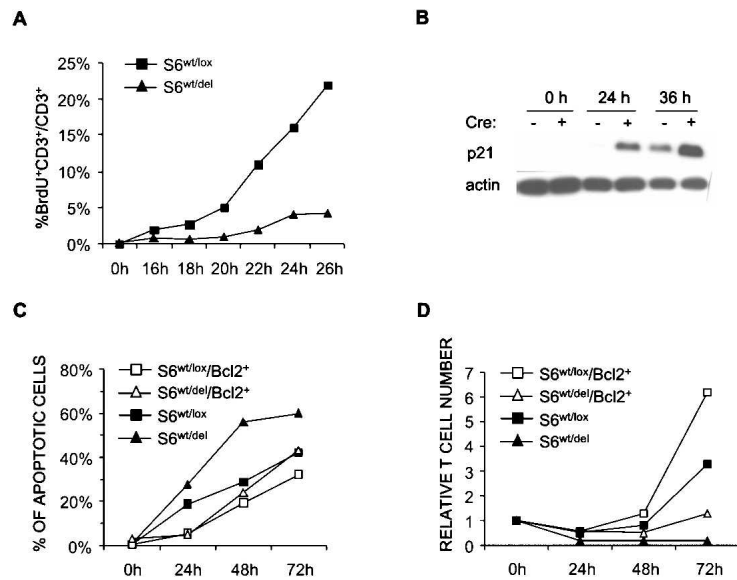 A
%BrdU⁺CD3⁺/CD3⁺
25%
20%
15%
10%
5%
0%
S6wt/lox
S6wt/del
0h 16h 18h 20h 22h 24h 26h
B
0 h 24 h 36 h
Cre: - + - + - +
p21
actin
C
% OF APOPTOTIC CELLS
80%
60%
40%
20%
0%
S6wt/lox/Bcl2⁺
S6wt/del/Bcl2⁺
S6wt/lox
S6wt/del
0h 24h 48h 72h
D
RELATIVE T CELL NUMBER
7
6
5
4
3
2
1
0
S6wt/lox/Bcl2⁺
S6wt/del/Bcl2⁺
S6wt/lox
S6wt/del
0h 24h 48h 72h